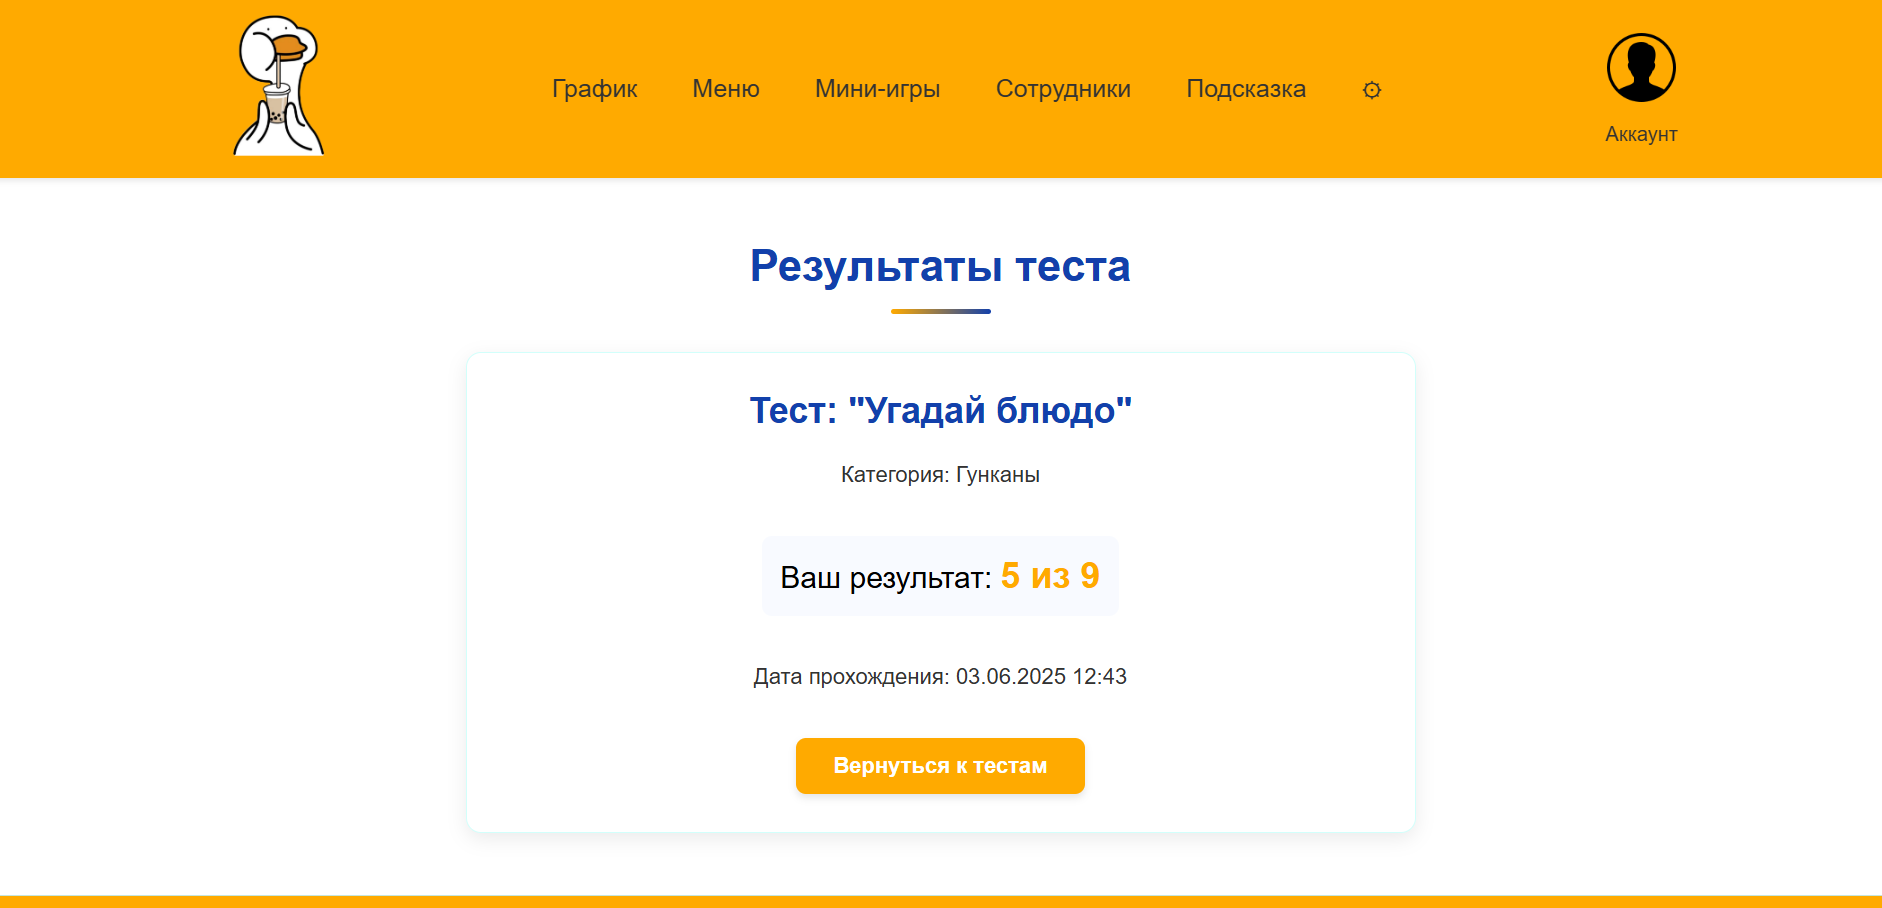 График Меню Мини-игры Сотрудники Подсказка
Аккаунт
Результаты теста
Тест: "Угадай блюдо"
Категория: Гунканы
Ваш результат: 5 из 9
Дата прохождения: 03.06.2025 12:43
Вернуться к тестам